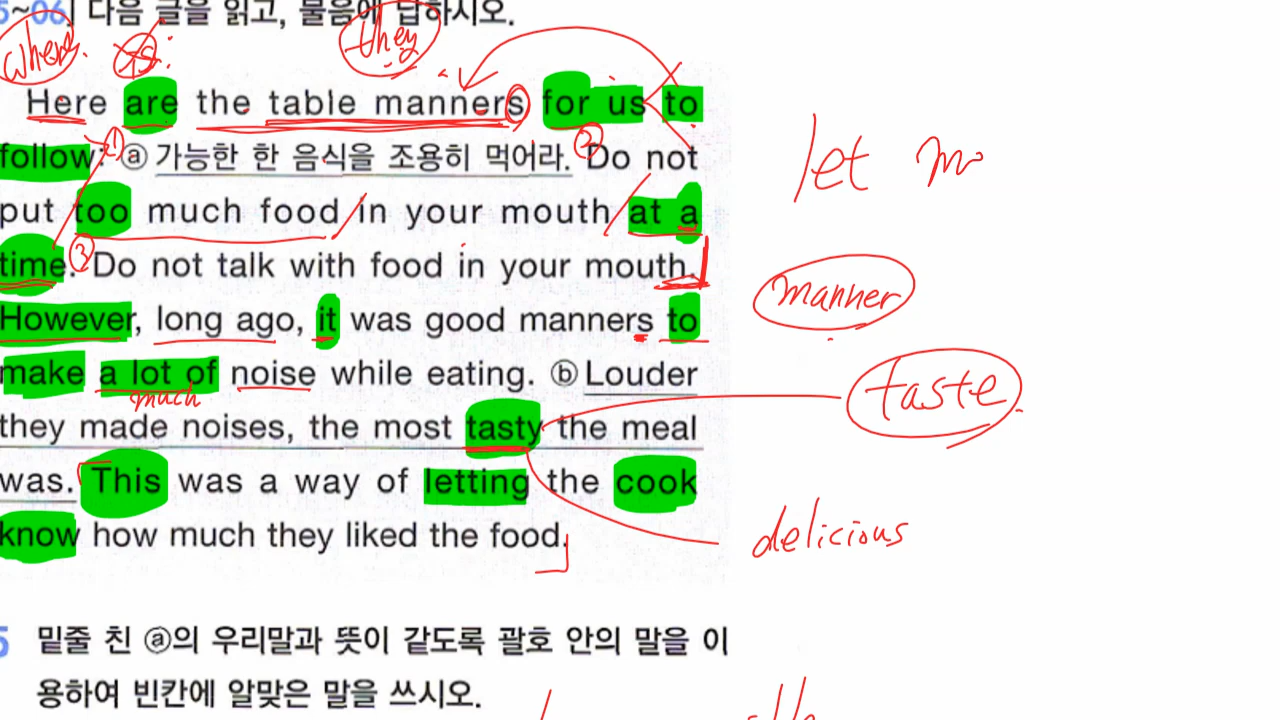 ~06] 다음 글을 읽고, 물음에 답하시오.
where is they
Here are the table manners for us to
follow: ① ⓐ 가능한 한 음식을 조용히 먹어라. ② Do not
let m
put too much food in your mouth at a
time. ③ Do not talk with food in your mouth.
manner
However, long ago, it was good manners to
make a lot of noise while eating. ⓑ Louder
much
taste
they made noises, the most tasty the meal
was. This was a way of letting the cook
know how much they liked the food.
delicious
5 밑줄 친 ⓐ의 우리말과 뜻이 같도록 괄호 안의 말을 이
용하여 빈칸에 알맞은 말을 쓰시오.